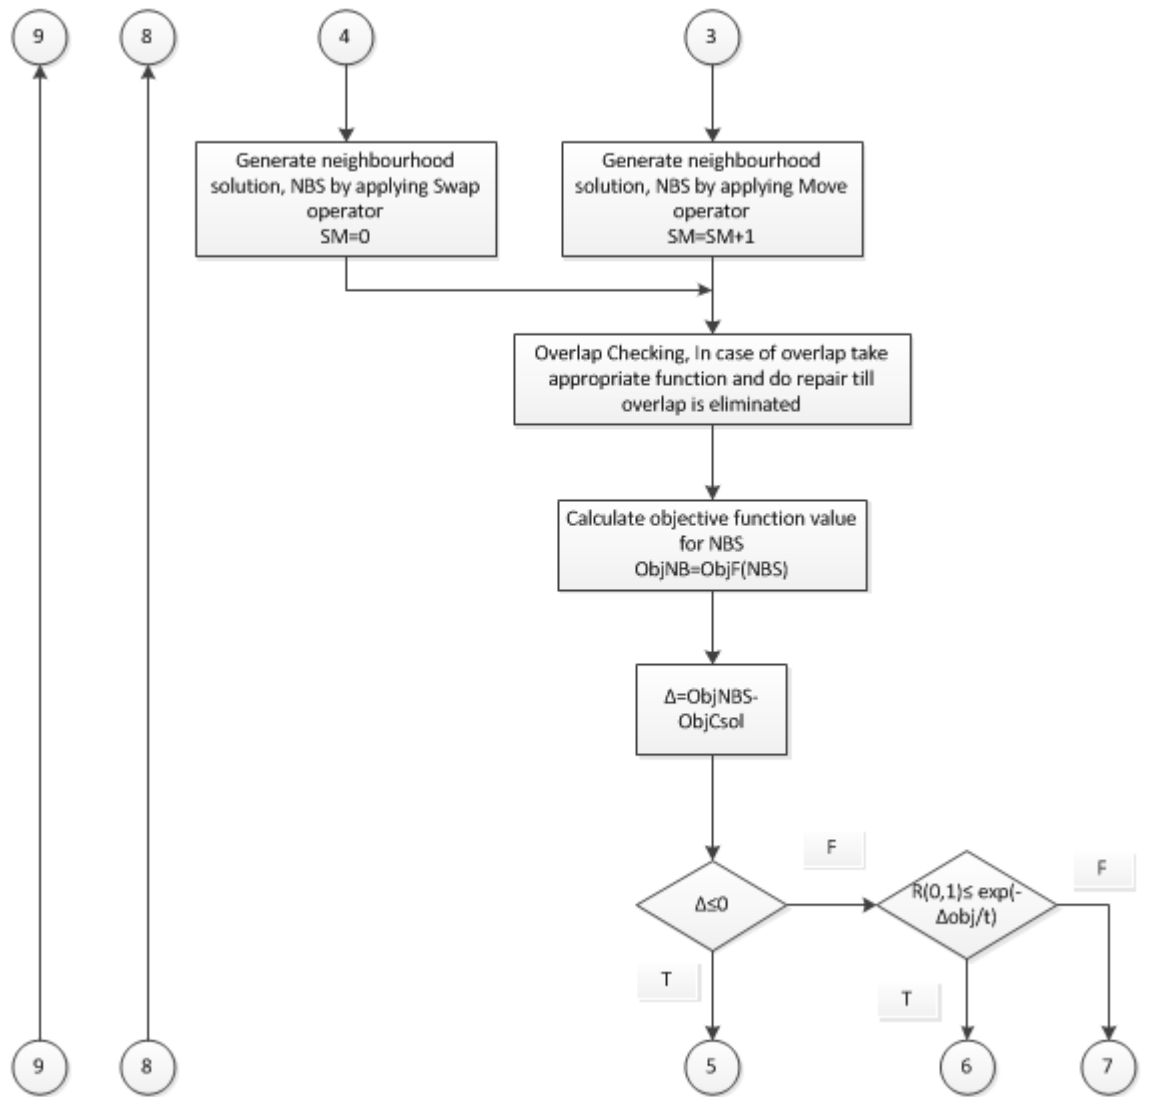 9
8
4
3
Generate neighbourhood
solution, NBS by applying Swap
operator
SM=0
Generate neighbourhood
solution, NBS by applying Move
operator
SM=SM+1
Overlap Checking, In case of overlap take
appropriate function and do repair till
overlap is eliminated
Calculate objective function value
for NBS
ObjNB=ObjF(NBS)
Δ=ObjNBS-
ObjCsol
F
F
Δ≤0
R(0,1)≤ exp(-
Δobj/t)
T
T
9
8
5
6
7